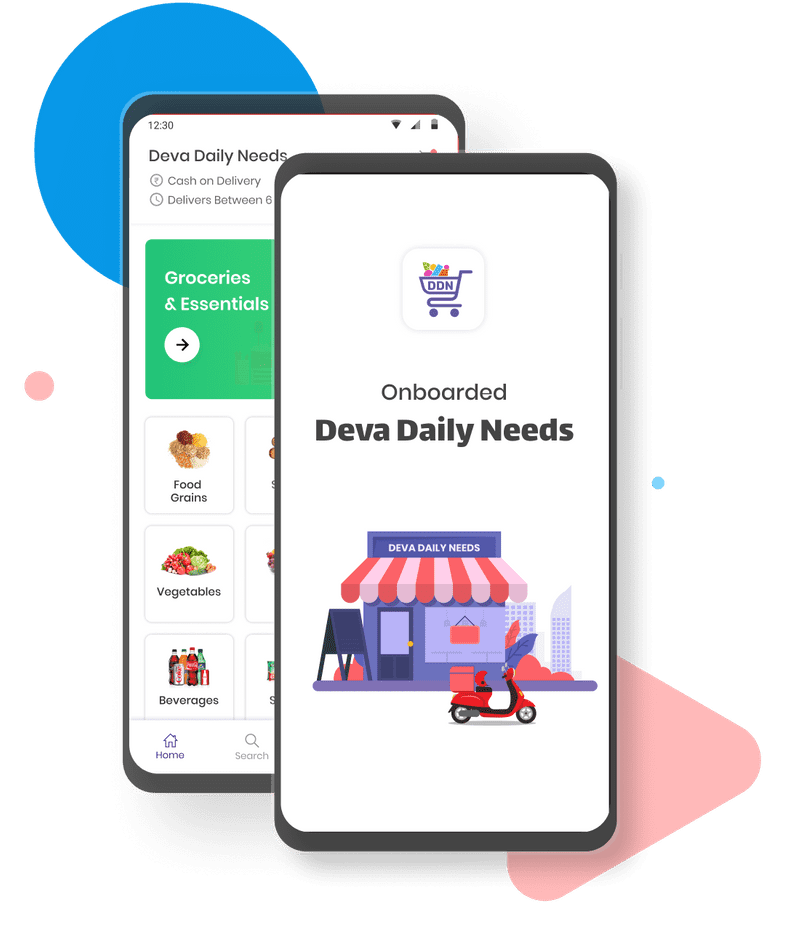 12:30
Deva Daily Needs
Cash on Delivery
Delivers Between 6
Groceries
& Essentials
Food
Grains
S
Vegetables
Beverages
S
Home
Search
DDN
Onboarded
Deva Daily Needs
DEVA DAILY NEEDS